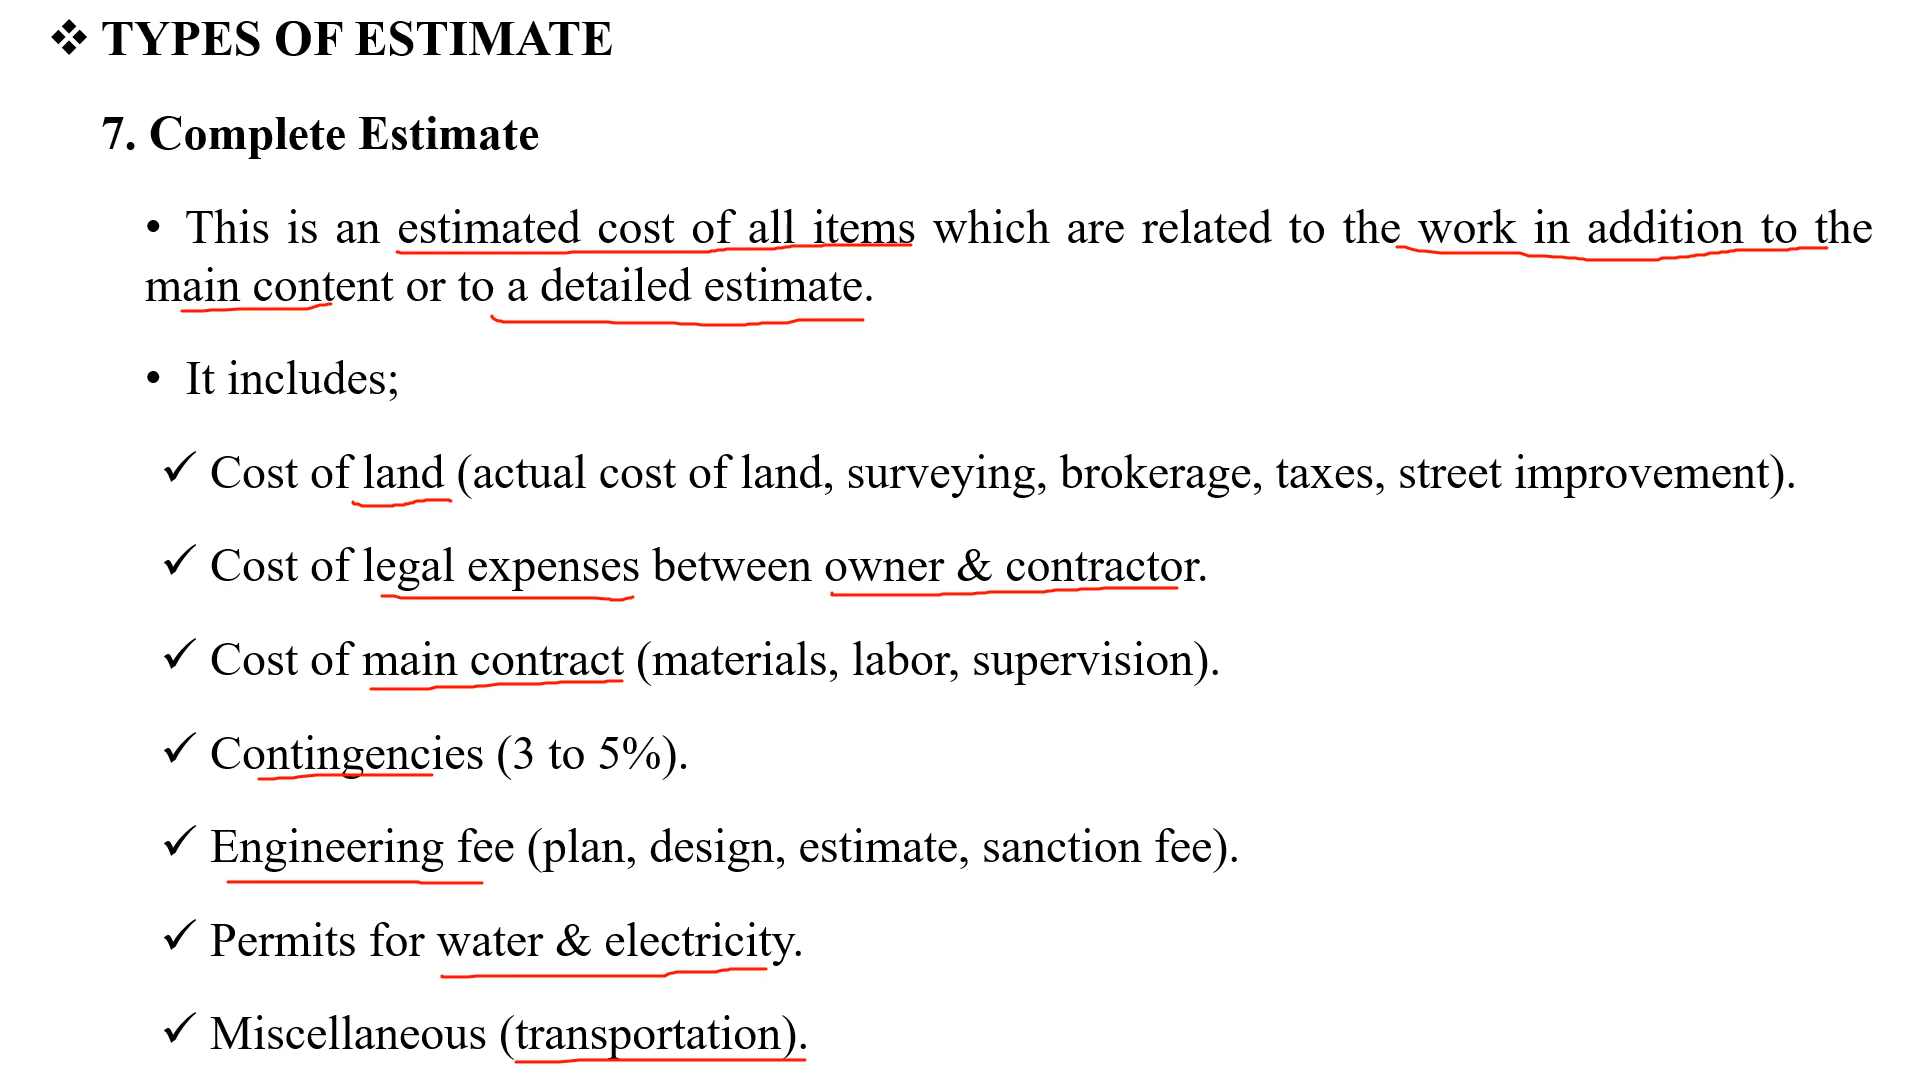 ❖ TYPES OF ESTIMATE
7. Complete Estimate
• This is an estimated cost of all items which are related to the work in addition to the
main content or to a detailed estimate.
• It includes;
✓ Cost of land (actual cost of land, surveying, brokerage, taxes, street improvement).
✓ Cost of legal expenses between owner & contractor.
✓ Cost of main contract (materials, labor, supervision).
✓ Contingencies (3 to 5%).
✓ Engineering fee (plan, design, estimate, sanction fee).
✓ Permits for water & electricity.
✓ Miscellaneous (transportation).